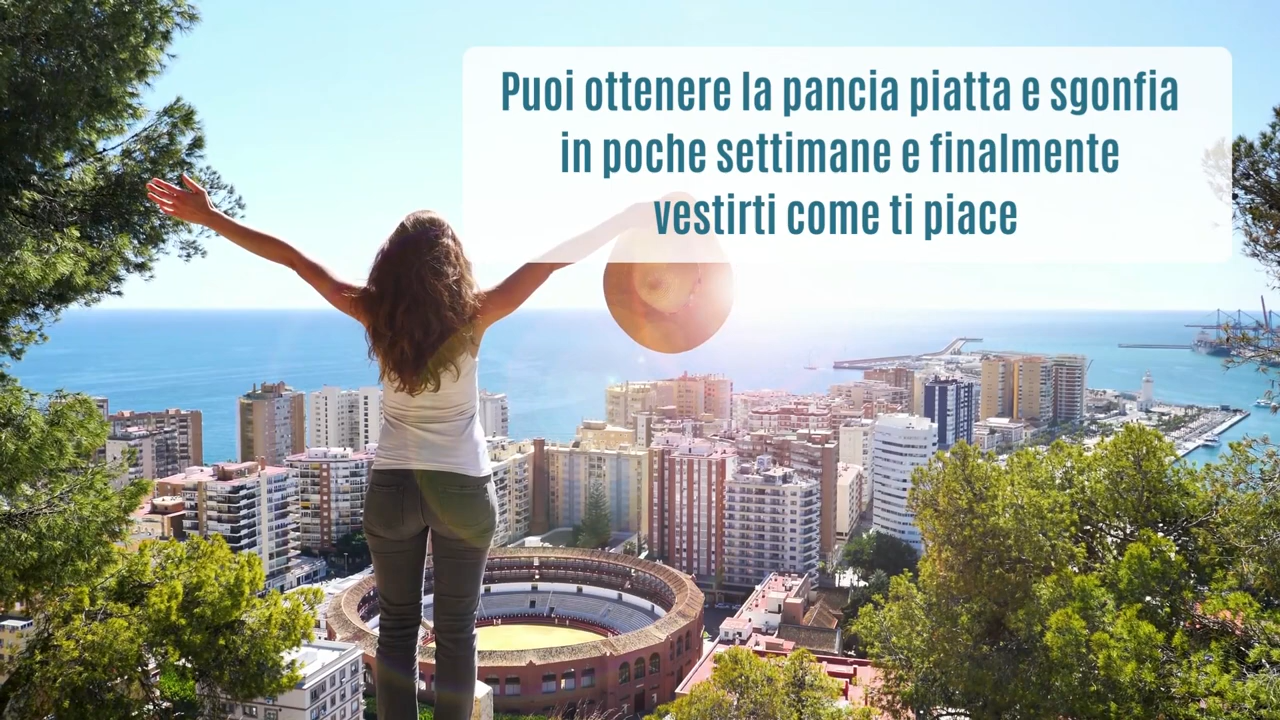 Puoi ottenere la pancia piatta e sgonfia
in poche settimane e finalmente
vestirti come ti piace